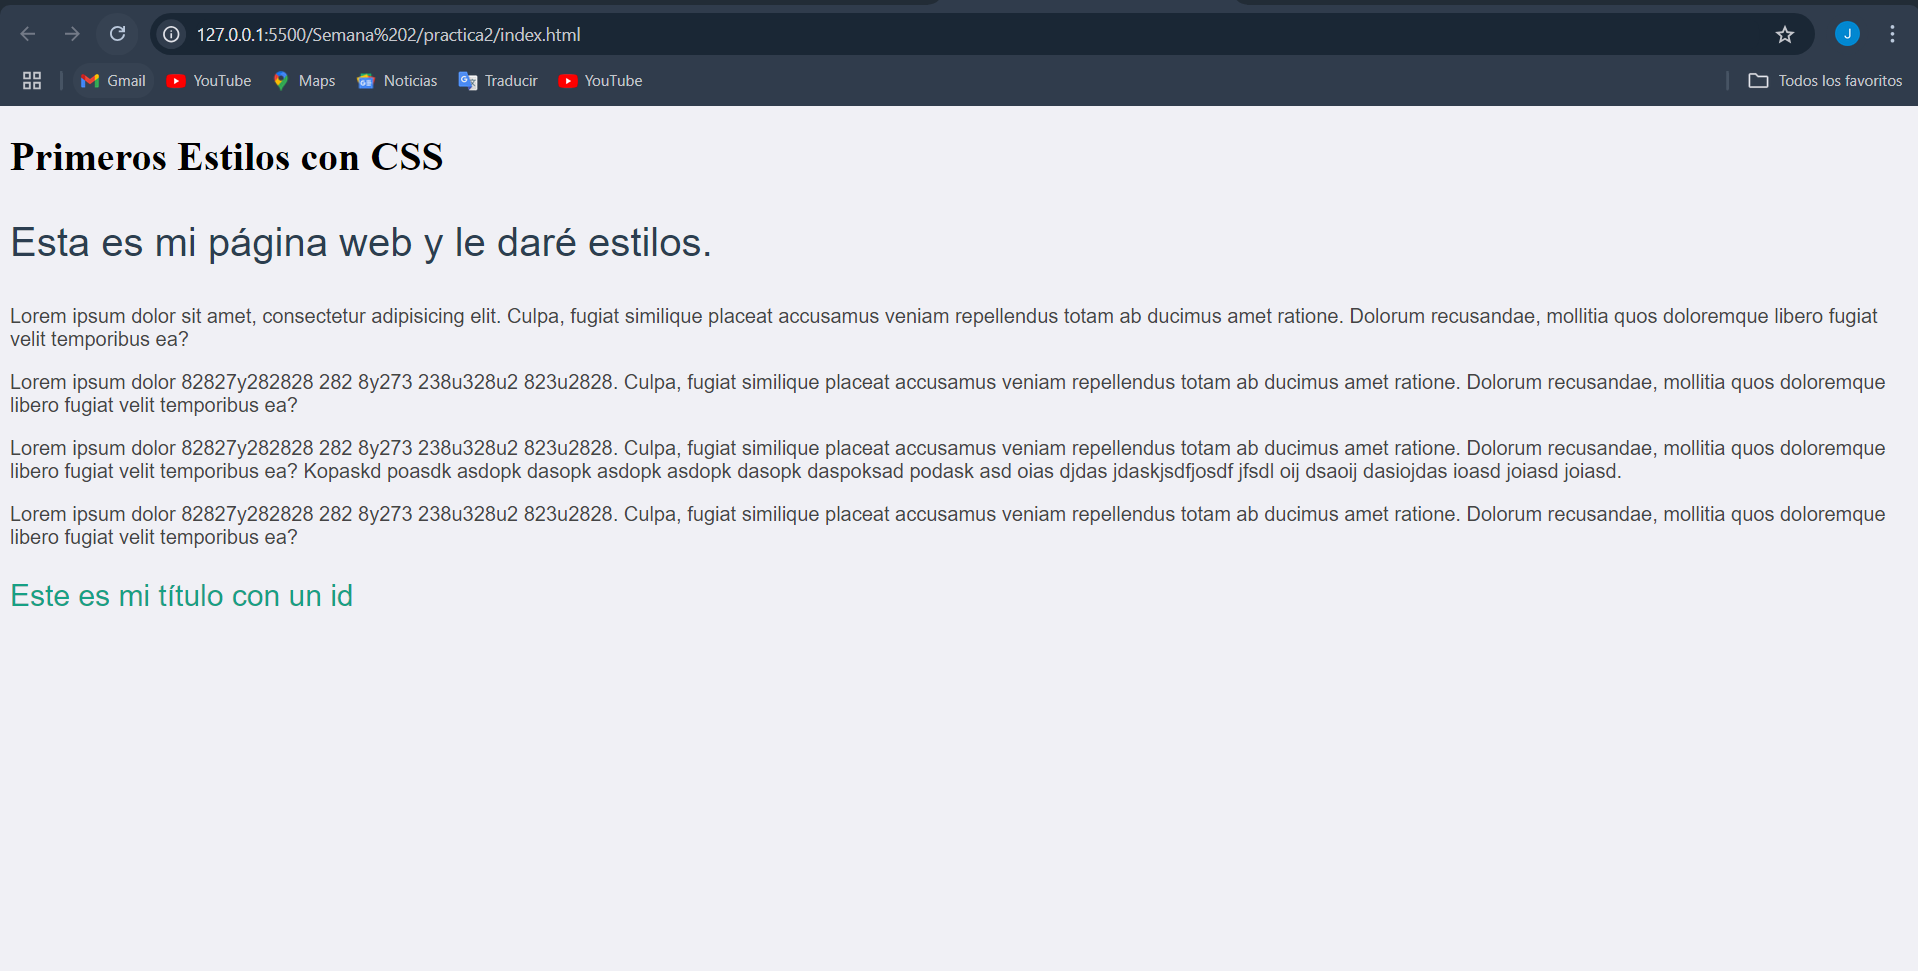 127.0.0.1:5500/Semana%202/practica2/index.html
J
Gmail
YouTube
Maps
Noticias
Traducir
YouTube
Todos los favoritos
Primeros Estilos con CSS
Esta es mi página web y le daré estilos.
Lorem ipsum dolor sit amet, consectetur adipisicing elit. Culpa, fugiat similique placeat accusamus veniam repellendus totam ab ducimus amet ratione. Dolorum recusandae, mollitia quos doloremque libero fugiat
velit temporibus ea?
Lorem ipsum dolor 82827y282828 282 8y273 238u328u2 823u2828. Culpa, fugiat similique placeat accusamus veniam repellendus totam ab ducimus amet ratione. Dolorum recusandae, mollitia quos doloremque
libero fugiat velit temporibus ea?
Lorem ipsum dolor 82827y282828 282 8y273 238u328u2 823u2828. Culpa, fugiat similique placeat accusamus veniam repellendus totam ab ducimus amet ratione. Dolorum recusandae, mollitia quos doloremque
libero fugiat velit temporibus ea? Kopaskd poasdk asdopk dasopk asdopk asdopk dasopk daspoksad podask asd oias djdas jdaskjsdfjosdf jfsdl oij dsaoij dasiojdas ioasd joiasd joiasd.
Lorem ipsum dolor 82827y282828 282 8y273 238u328u2 823u2828. Culpa, fugiat similique placeat accusamus veniam repellendus totam ab ducimus amet ratione. Dolorum recusandae, mollitia quos doloremque
libero fugiat velit temporibus ea?
Este es mi título con un id